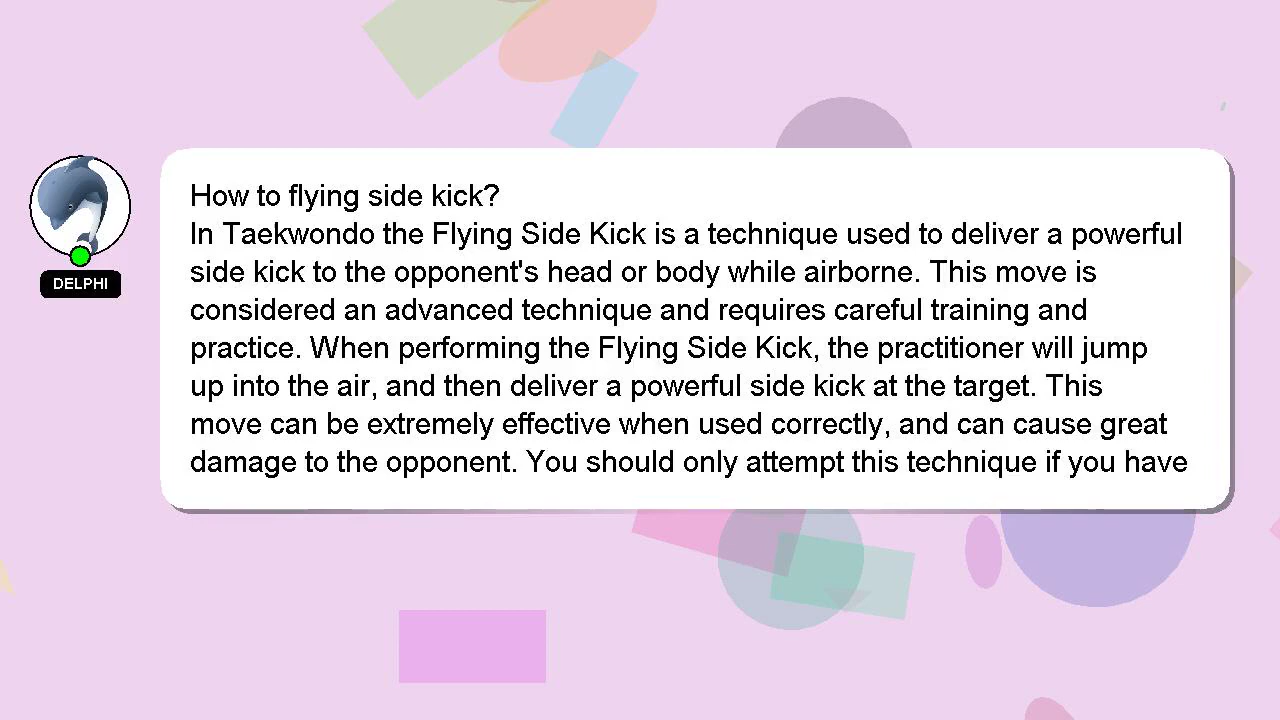 How to flying side kick?
In Taekwondo the Flying Side Kick is a technique used to deliver a powerful
side kick to the opponent's head or body while airborne. This move is
considered an advanced technique and requires careful training and
practice. When performing the Flying Side Kick, the practitioner will jump
up into the air, and then deliver a powerful side kick at the target. This
move can be extremely effective when used correctly, and can cause great
damage to the opponent. You should only attempt this technique if you have
DELPHI